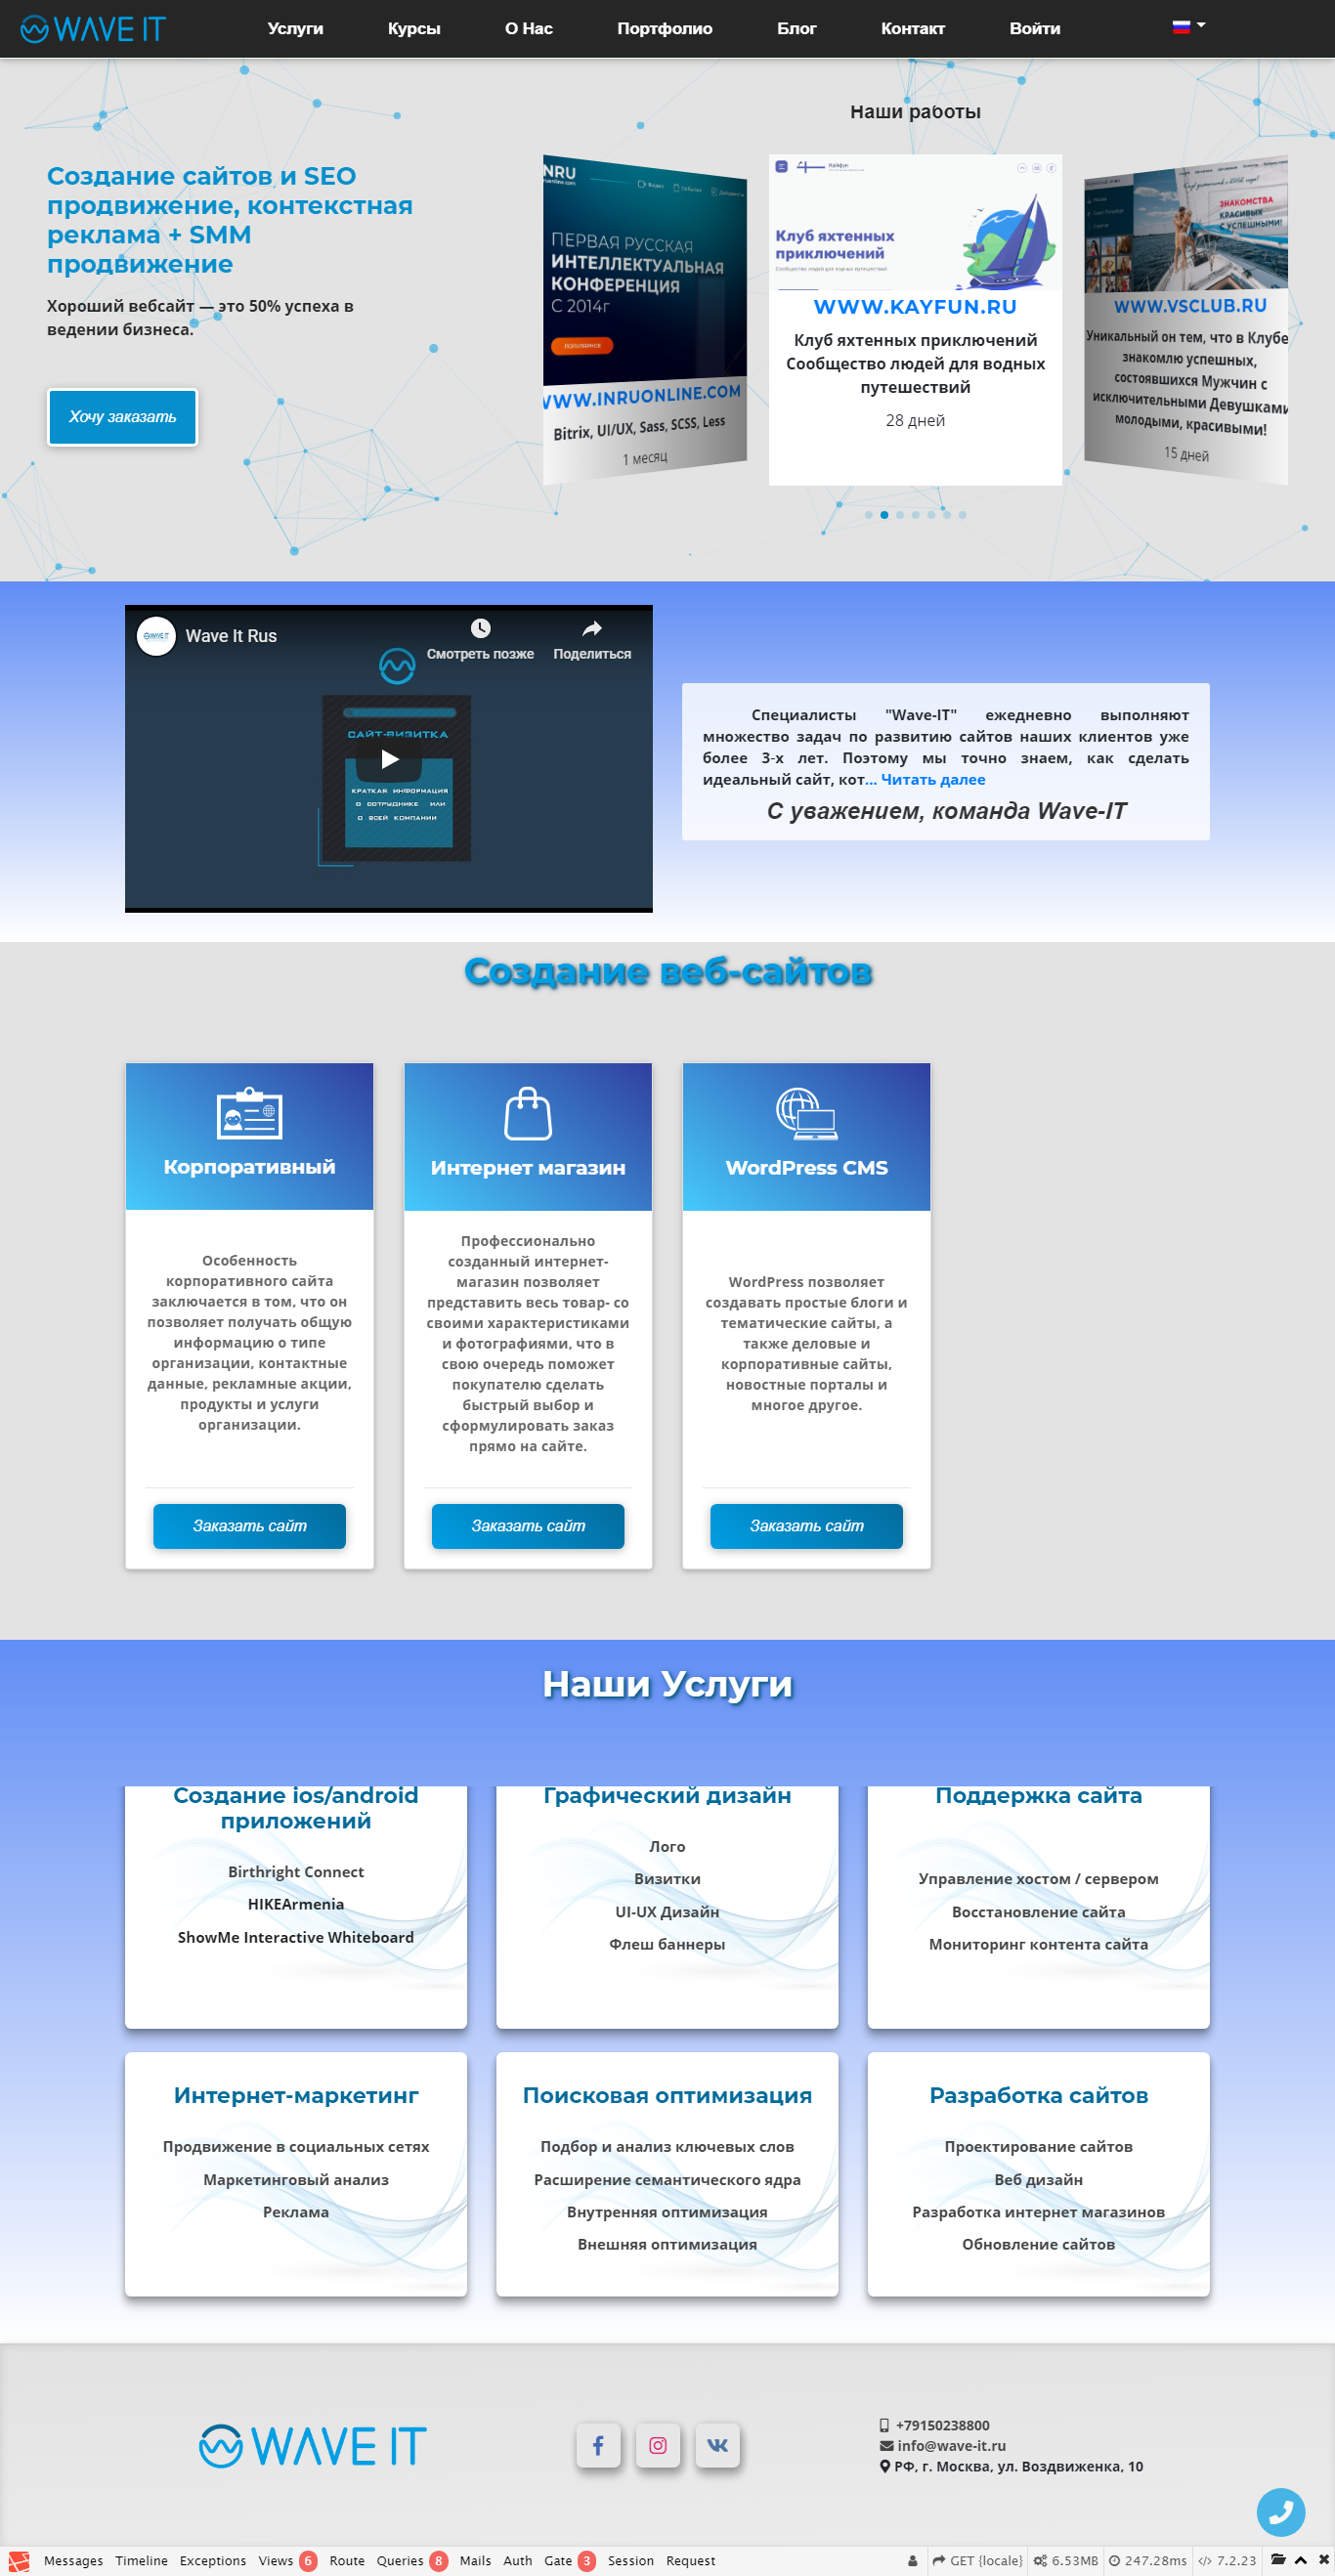 WAVE IT
Услуги
Курсы
О Нас
Портфолио
Блог
Контакт
Войти
Создание сайтов и SEO
продвижение, контекстная
реклама + SMM
продвижение
Хороший вебсайт — это 50% успеха в
ведении бизнеса.
Хочу заказать
Наши работы
NRU
ruonline.com
Видео
События
ПЕРВАЯ РУССКАЯ
ИНТЕЛЛЕКТУАЛЬНАЯ
КОНФЕРЕНЦИЯ
С 2014г
WWW.INRUONLINE.COM
Bitrix, UI/UX, Sass, SCSS, Less
1 месяц
Кайфун
Клуб яхтенных
приключений
Сообщество людей для водных путешествий
WWW.KAYFUN.RU
Клуб яхтенных приключений
Сообщество людей для водных
путешествий
28 дней
ЗНАКОМСТВА
КРАСИВЫХ
С УСПЕШНЫМИ!
WWW.VSCLUB.RU
Уникальный он тем, что в Клубе
знакомлю успешных,
состоявшихся Мужчин с
исключительными Девушками
молодыми, красивыми!
15 дней
Wave It Rus
Смотреть позже
Поделиться
САЙТ-ВИЗИТКА
КРАТКАЯ ИНФОРМАЦИЯ
О СОТРУДНИКЕ ИЛИ
О ВСЕЙ КОМПАНИИ
Специалисты "Wave-IT" ежедневно выполняют
множество задач по развитию сайтов наших клиентов уже
более 3-х лет. Поэтому мы точно знаем, как сделать
идеальный сайт, кот... Читать далее
С уважением, команда Wave-IT
Создание веб-сайтов
Корпоративный
Особенность
корпоративного сайта
заключается в том, что он
позволяет получать общую
информацию о типе
организации, контактные
данные, рекламные акции,
продукты и услуги
организации.
Заказать сайт
Интернет магазин
Профессионально
созданный интернет-
магазин позволяет
представить весь товар- со
своими характеристиками
и фотографиями, что в
свою очередь поможет
покупателю сделать
быстрый выбор и
сформулировать заказ
прямо на сайте.
Заказать сайт
WordPress CMS
WordPress позволяет
создавать простые блоги и
тематические сайты, а
также деловые и
корпоративные сайты,
новостные порталы и
многое другое.
Заказать сайт
Наши Услуги
Создание ios/android
приложений
Birthright Connect
HIKEArmenia
ShowMe Interactive Whiteboard
Графический дизайн
Лого
Визитки
UI-UX Дизайн
Флеш баннеры
Поддержка сайта
Управление хостом / сервером
Восстановление сайта
Мониторинг контента сайта
Интернет-маркетинг
Продвижение в социальных сетях
Маркетинговый анализ
Реклама
Поисковая оптимизация
Подбор и анализ ключевых слов
Расширение семантического ядра
Внутренняя оптимизация
Внешняя оптимизация
Разработка сайтов
Проектирование сайтов
Веб дизайн
Разработка интернет магазинов
Обновление сайтов
WAVE IT
+79150238800
info@wave-it.ru
РФ, г. Москва, ул. Воздвиженка, 10
Messages Timeline Exceptions Views 6 Route Queries 8 Mails Auth Gate 3 Session Request
GET {locale} 6.53MB 247.28ms 7.2.23